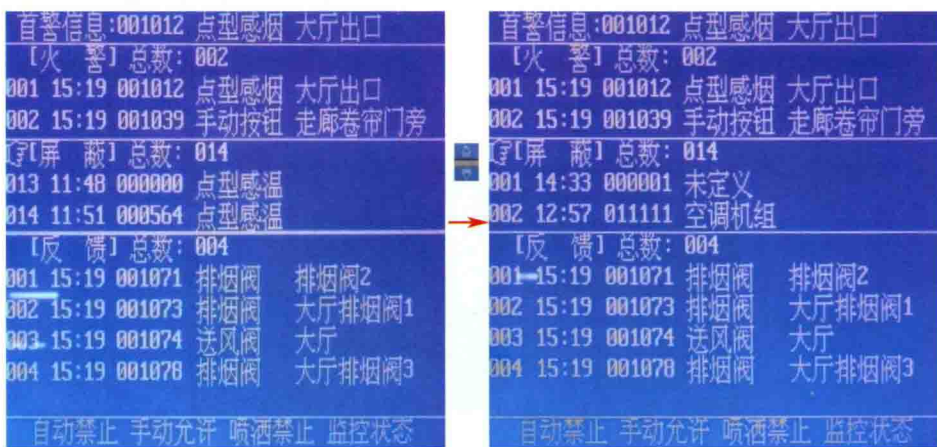 首警信息:001012 点型感烟 大厅出口
[火 警] 总数: 002
001 15:19 001012 点型感烟 大厅出口
002 15:19 001039 手动按钮 走廊卷帘门旁
[屏 蔽] 总数: 014
013 11:48 000000 点型感温
014 11:51 000564 点型感温
[反 馈] 总数: 004
001 15:19 001071 排烟阀 排烟阀2
002 15:19 001073 排烟阀 大厅排烟阀1
003 15:19 001074 送风阀 大厅
004 15:19 001078 排烟阀 大厅排烟阀3
自动禁止 手动允许 喷洒禁止 监控状态
首警信息:001012 点型感烟 大厅出口
[火 警] 总数: 002
001 15:19 001012 点型感烟 大厅出口
002 15:19 001039 手动按钮 走廊卷帘门旁
[屏 蔽] 总数: 014
001 14:33 000001 未定义
002 12:57 011111 空调机组
[反 馈] 总数: 004
001 15:19 001071 排烟阀 排烟阀2
002 15:19 001073 排烟阀 大厅排烟阀1
003 15:19 001074 送风阀 大厅
004 15:19 001078 排烟阀 大厅排烟阀3
自动禁止 手动允许 喷洒禁止 监控状态